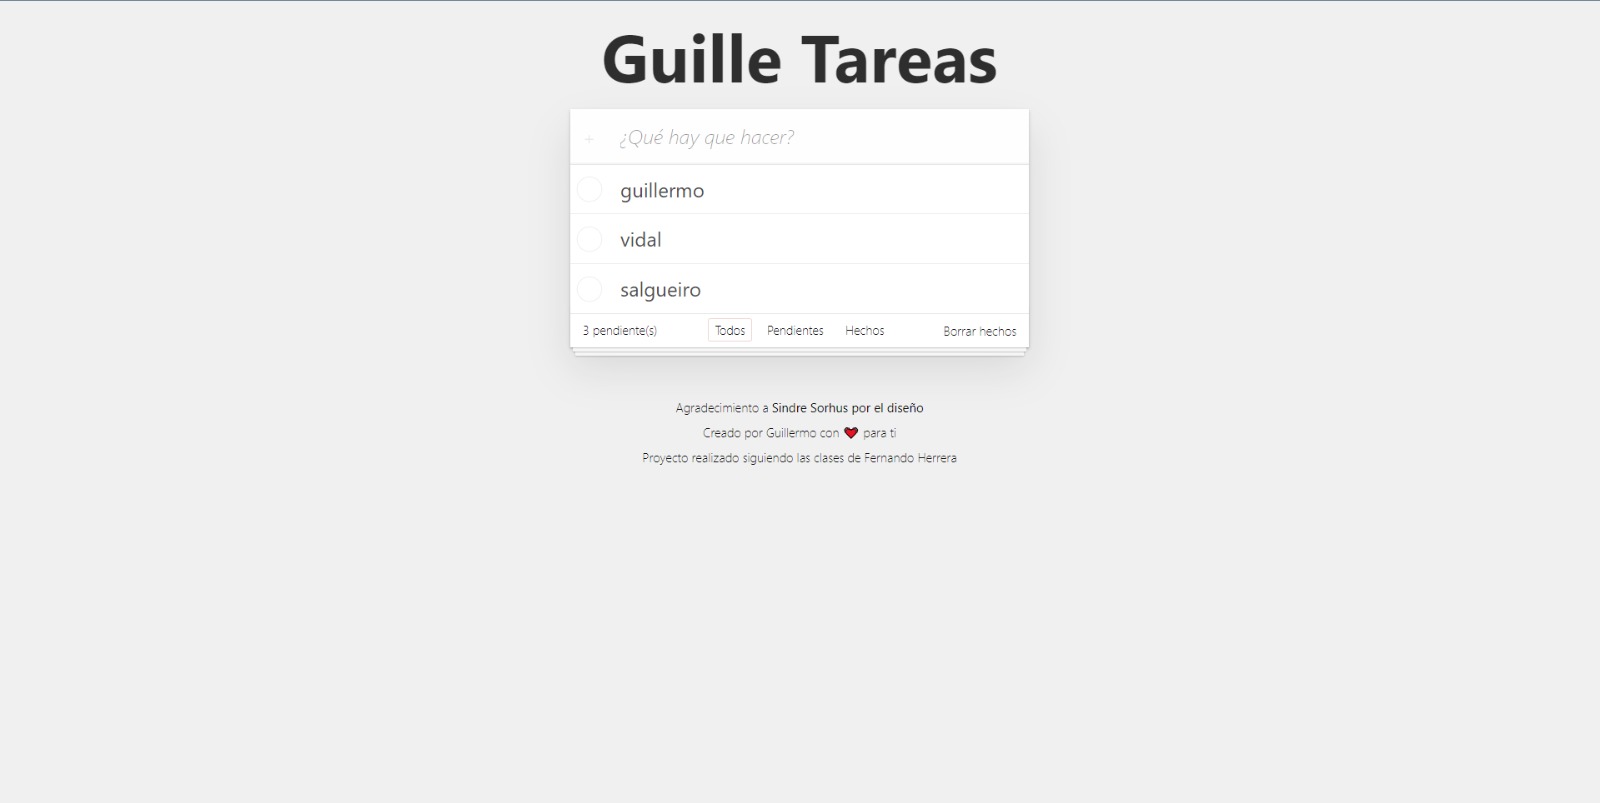 Guille Tareas
+ ¿Qué hay que hacer?
guillermo
vidal
salgueiro
3 pendiente(s) Todos Pendientes Hechos Borrar hechos
Agradecimiento a Sindre Sorhus por el diseño
Creado por Guillermo con ❤ para ti
Proyecto realizado siguiendo las clases de Fernando Herrera